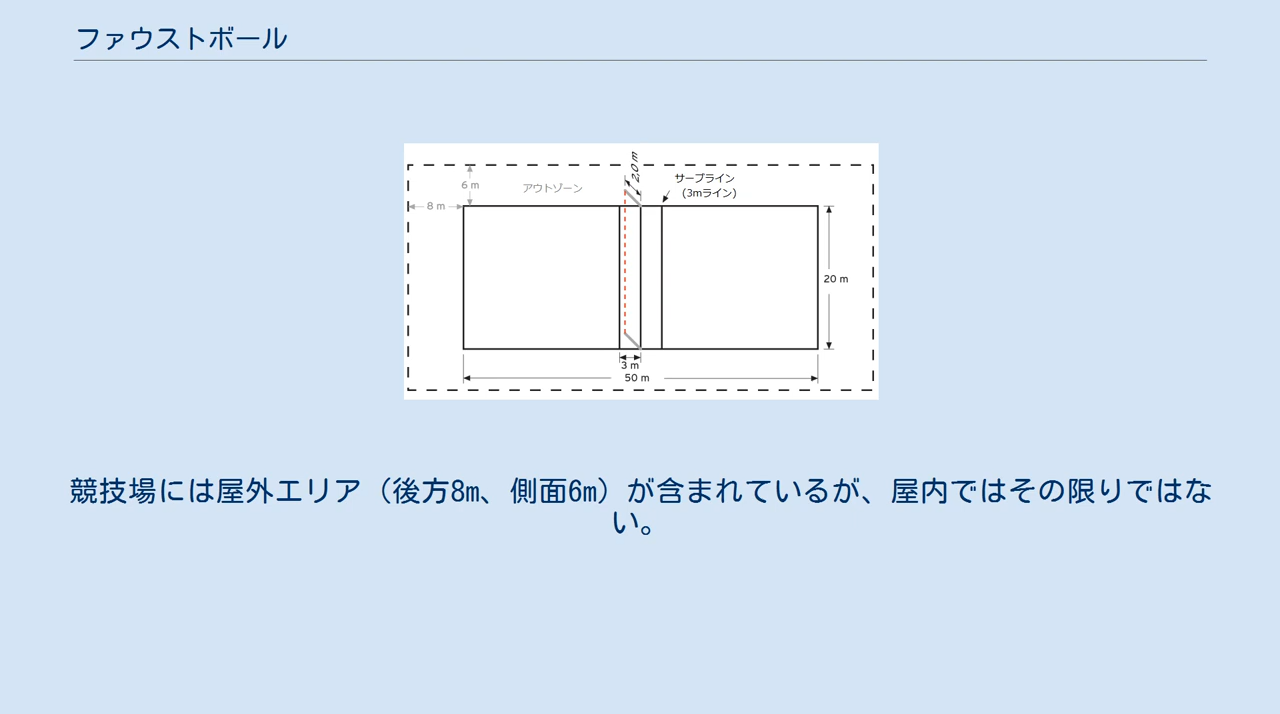 ファウストボール
2,0 m
サーブライン
(3mライン)
6 m
アウトゾーン
8 m
20 m
3 m
50 m
競技場には屋外エリア（後方8m、側面6m）が含まれているが、屋内ではその限りではな
い。